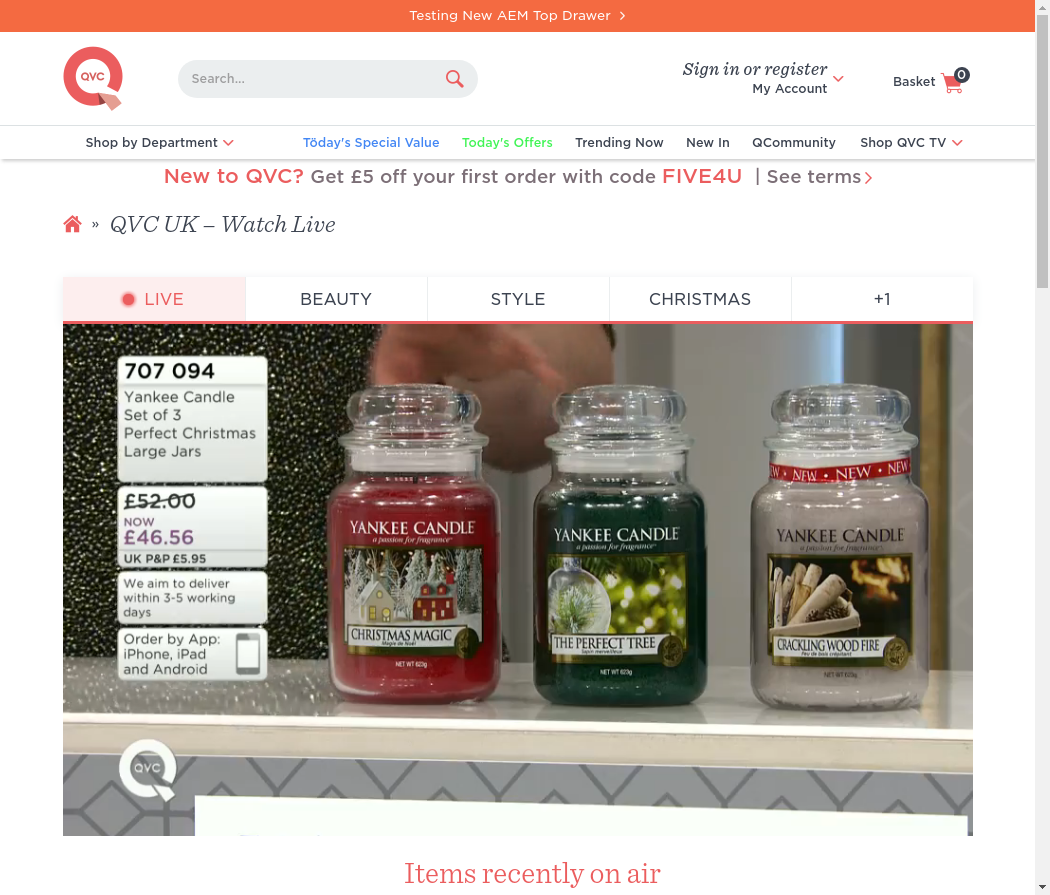 Testing New AEM Top Drawer
QVC
Search...
Sign in or register
My Account
Basket
0
Shop by Department
Töday's Special Value
Today's Offers
Trending Now
New In
QCommunity
Shop QVC TV
New to QVC? Get £5 off your first order with code FIVE4U | See terms
» QVC UK – Watch Live
LIVE
BEAUTY
STYLE
CHRISTMAS
+1
707 094
Yankee Candle
Set of 3
Perfect Christmas
Large Jars
£52.00
NOW
£46.56
UK P&P £5.95
We aim to deliver
within 3-5 working
days
Order by App:
iPhone, iPad
and Android
YANKEE CANDLE
a passion for fragrance
CHRISTMAS MAGIC
Magie de Noël
NET WT 623g
YANKEE CANDLE
a passion for fragrance
THE PERFECT TREE
Sapin merveilleux
NET WT 623g
NEW • NEW • NEW
YANKEE CANDLE
a passion for fragrance
CRACKLING WOOD FIRE
Feu de bois crépitant
NET WT 623g
QVC
Items recently on air